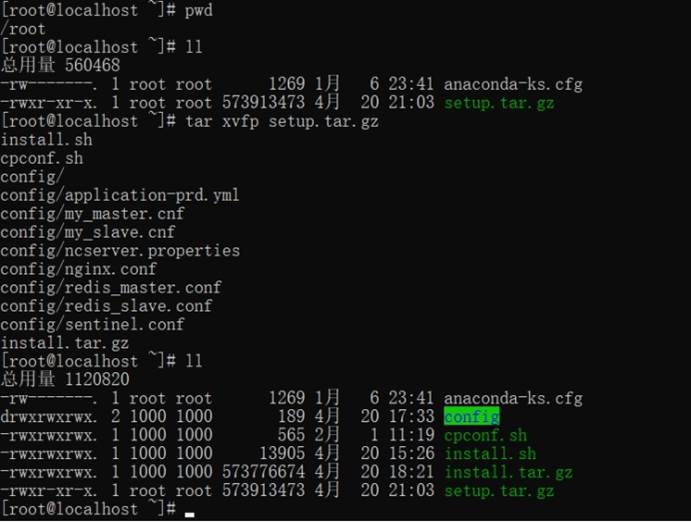 [root@localhost ~]# pwd
/root
[root@localhost ~]# ll
总用量 560468
-rw-------. 1 root root      1269 1月   6 23:41 anaconda-ks.cfg
-rwxr-xr-x. 1 root root 573913473 4月  20 21:03 setup.tar.gz
[root@localhost ~]# tar xvfp setup.tar.gz
install.sh
cpconf.sh
config/
config/application-prd.yml
config/my_master.cnf
config/my_slave.cnf
config/ncserver.properties
config/nginx.conf
config/redis_master.conf
config/redis_slave.conf
config/sentinel.conf
install.tar.gz
[root@localhost ~]# ll
总用量 1120820
-rw-------. 1 root root      1269 1月   6 23:41 anaconda-ks.cfg
drwxrwxrwx. 2 1000 1000       189 4月  20 17:33 config
-rwxrwxrwx. 1 1000 1000       565 2月   1 11:19 cpconf.sh
-rwxrwxrwx. 1 1000 1000     13905 4月  20 15:26 install.sh
-rwxrwxrwx. 1 1000 1000 573776674 4月  20 18:21 install.tar.gz
-rwxr-xr-x. 1 root root 573913473 4月  20 21:03 setup.tar.gz
[root@localhost ~]#